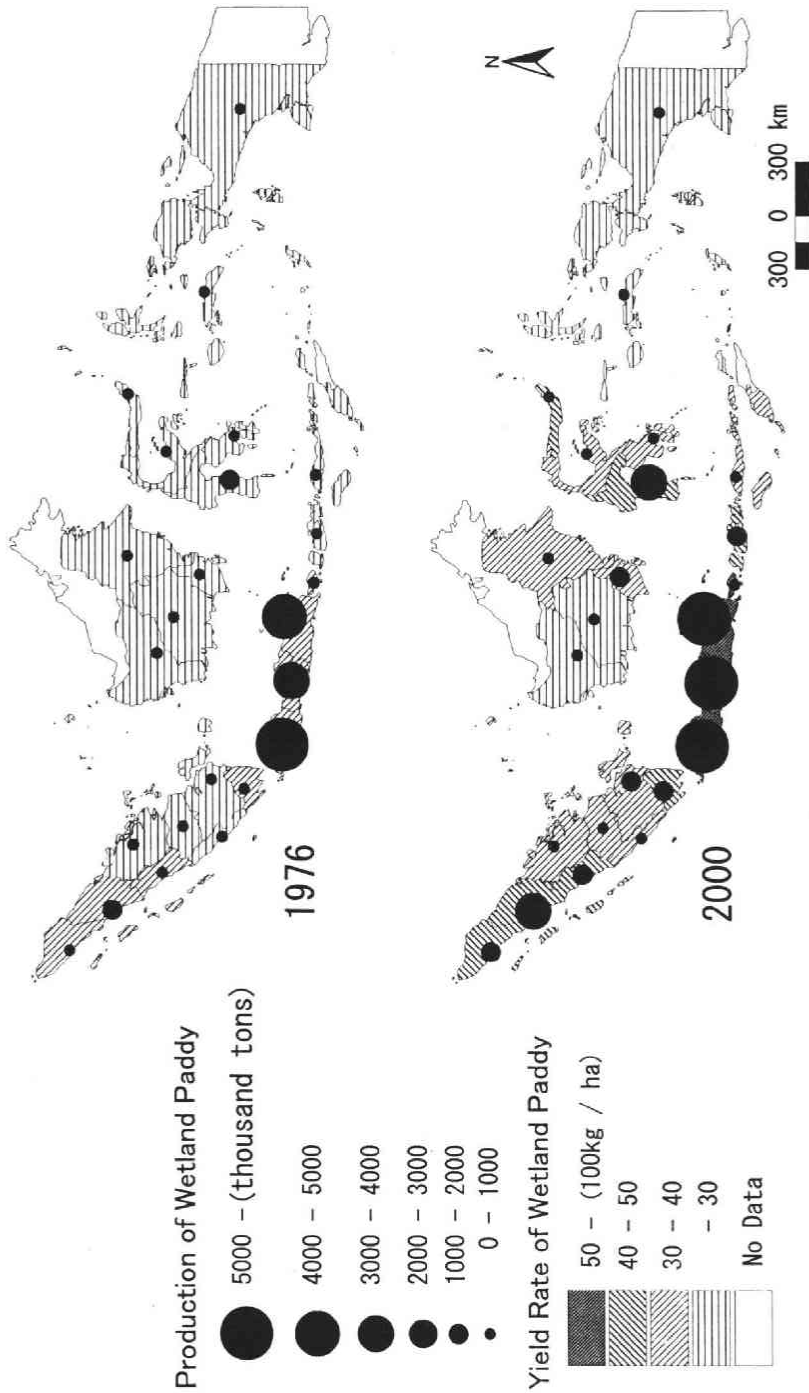 Production of Wetland Paddy
5000 - (thousand tons)
4000 - 5000
3000 - 4000
2000 - 3000
1000 - 2000
0 - 1000
Yield Rate of Wetland Paddy
50 - (100kg / ha)
40 - 50
30 - 40
- 30
No Data
1976
2000
N
300 0 300 km